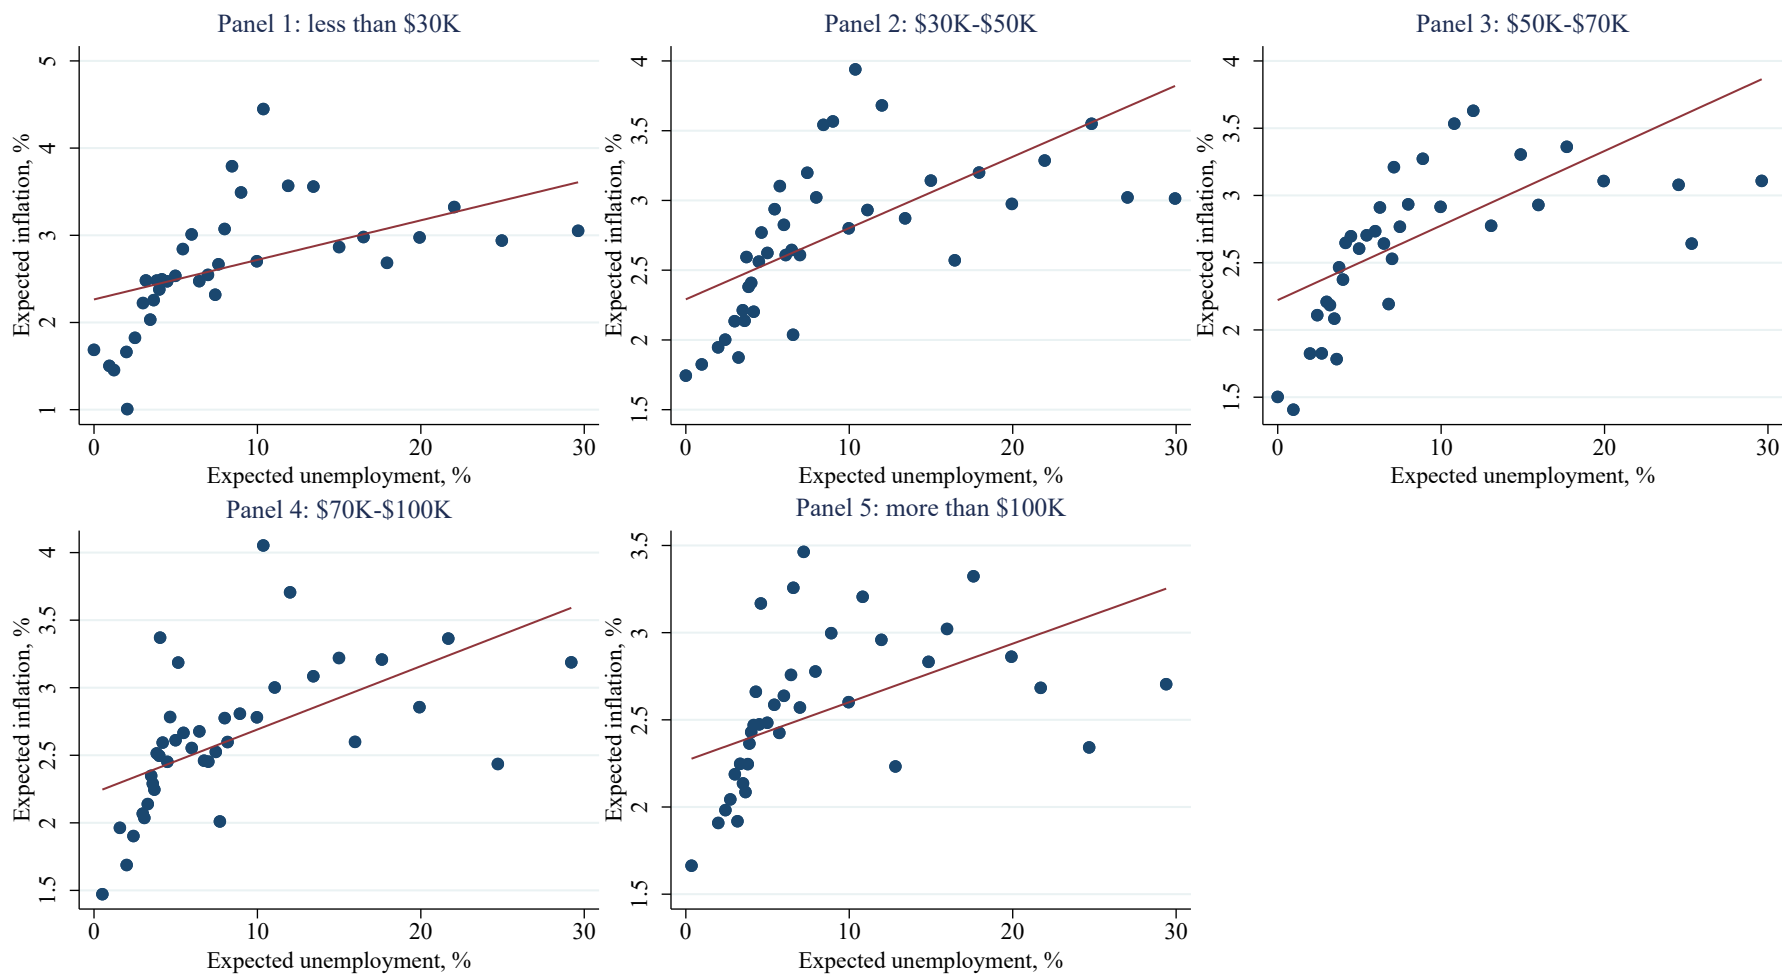 Panel 1: less than $30K
Expected inflation, %
5
4
3
2
1
0 10 20 30
Expected unemployment, %
Panel 2: $30K-$50K
Expected inflation, %
4
3.5
3
2.5
2
1.5
0 10 20 30
Expected unemployment, %
Panel 3: $50K-$70K
Expected inflation, %
4
3.5
3
2.5
2
1.5
0 10 20 30
Expected unemployment, %
Panel 4: $70K-$100K
Expected inflation, %
4
3.5
3
2.5
2
1.5
0 10 20 30
Expected unemployment, %
Panel 5: more than $100K
Expected inflation, %
3.5
3
2.5
2
1.5
0 10 20 30
Expected unemployment, %